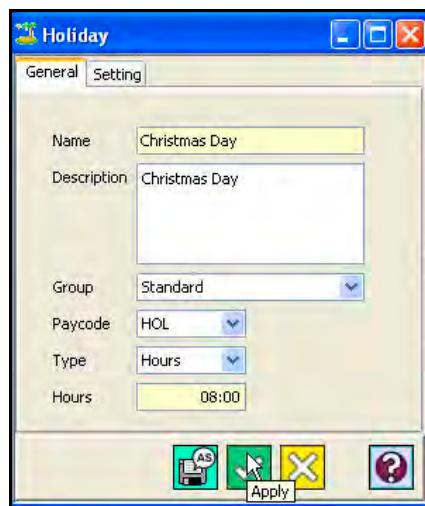 Holiday
General Setting
Name Christmas Day
Description Christmas Day
Group Standard
Paycode HOL
Type Hours
Hours 08:00
AS
?
Apply